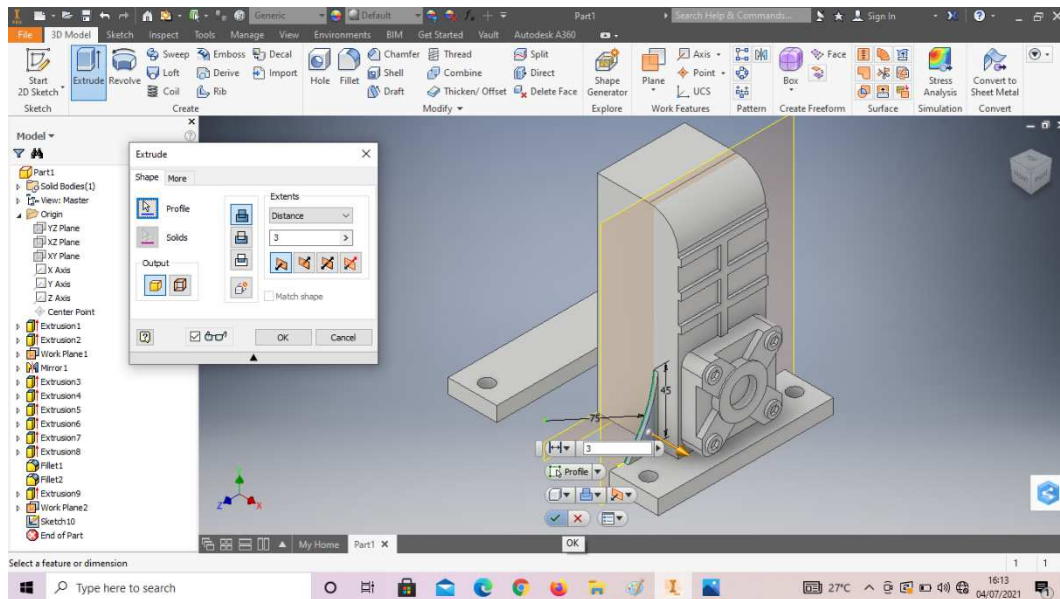 Generic
Default
Part1
Search Help & Commands...
Sign In
File 3D Model Sketch Inspect Tools Manage View Environments BIM Get Started Vault Autodesk A360
Start
2D Sketch
Extrude
Revolve
Sweep
Loft
Coil
Emboss
Derive
Rib
Decal
Import
Hole
Fillet
Chamfer
Shell
Draft
Thread
Combine
Thicken/ Offset
Split
Direct
Delete Face
Shape
Generator
Plane
Axis
Point
UCS
Box
Face
Stress
Analysis
Convert to
Sheet Metal
Sketch Create Modify Explore Work Features Pattern Create Freeform Surface Simulation Convert
Model
Part1
Solid Bodies(1)
View: Master
Origin
YZ Plane
XZ Plane
XY Plane
X Axis
Y Axis
Z Axis
Center Point
Extrusion1
Extrusion2
Work Plane1
Mirror1
Extrusion3
Extrusion4
Extrusion5
Extrusion6
Extrusion7
Extrusion8
Fillet1
Fillet2
Extrusion9
Work Plane2
Sketch10
End of Part
Extrude
Shape More
Profile
Solids
Output
Extents
Distance
3
Match shape
OK Cancel
45
75
3
Profile
OK
Y
Z
X
My Home Part1
Select a feature or dimension
1 1
Type here to search
27°C
16:13
04/07/2021